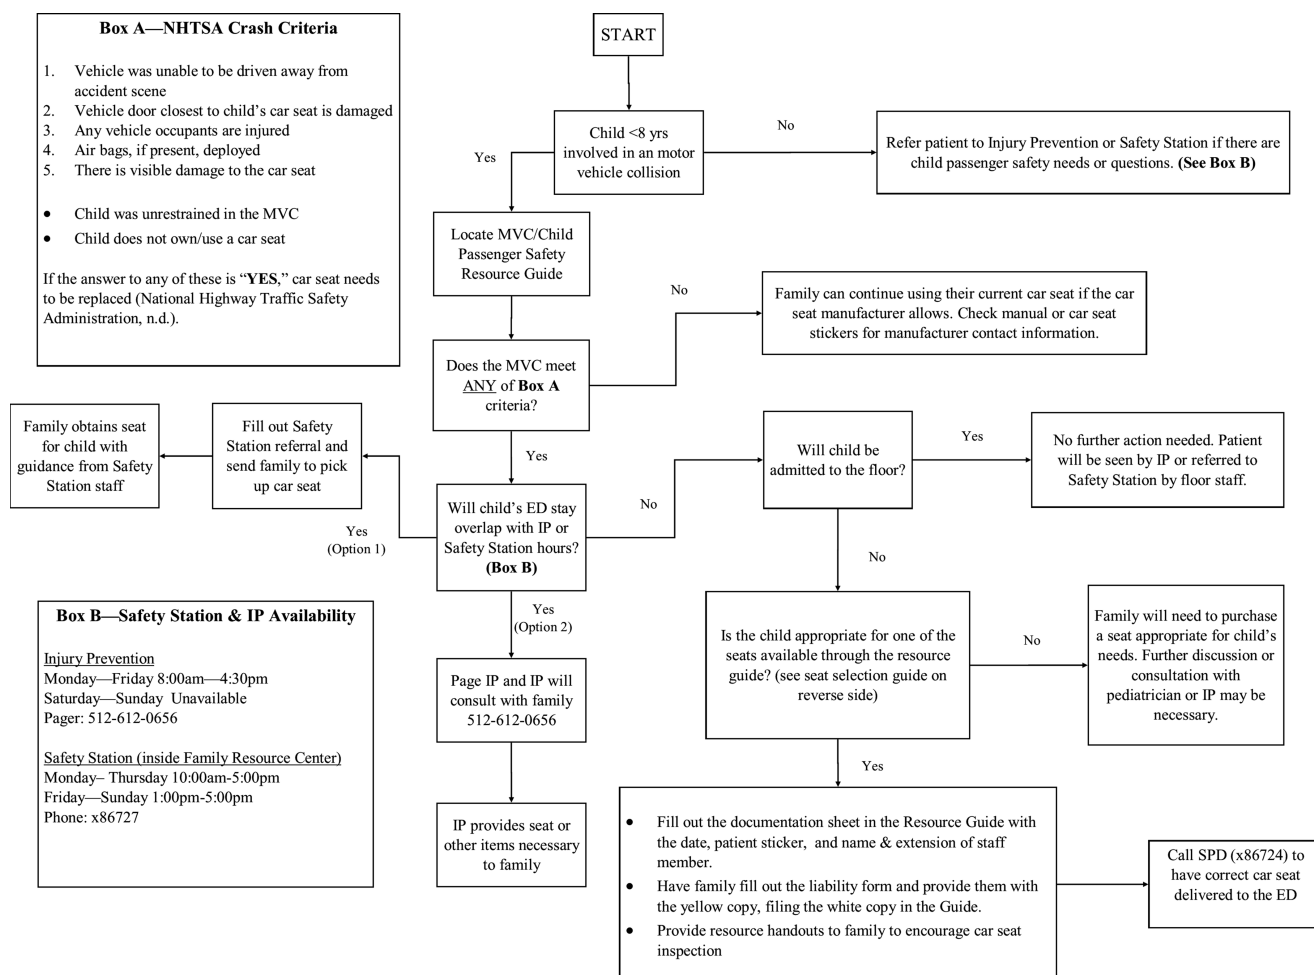 Box A—NHTSA Crash Criteria
1. Vehicle was unable to be driven away from
accident scene
2. Vehicle door closest to child's car seat is damaged
3. Any vehicle occupants are injured
4. Air bags, if present, deployed
5. There is visible damage to the car seat
• Child was unrestrained in the MVC
• Child does not own/use a car seat
If the answer to any of these is “YES,” car seat needs
to be replaced (National Highway Traffic Safety
Administration, n.d.).
START
Child <8 yrs
involved in an motor
vehicle collision
No
Refer patient to Injury Prevention or Safety Station if there are
child passenger safety needs or questions. (See Box B)
Yes
Locate MVC/Child
Passenger Safety
Resource Guide
Does the MVC meet
ANY of Box A
criteria?
No
Family can continue using their current car seat if the car
seat manufacturer allows. Check manual or car seat
stickers for manufacturer contact information.
Yes
Will child's ED stay
overlap with IP or
Safety Station hours?
(Box B)
Yes
(Option 1)
Fill out Safety
Station referral and
send family to pick
up car seat
Family obtains seat
for child with
guidance from Safety
Station staff
Yes
(Option 2)
Page IP and IP will
consult with family
512-612-0656
IP provides seat or
other items necessary
to family
No
Will child be
admitted to the floor?
Yes
No further action needed. Patient
will be seen by IP or referred to
Safety Station by floor staff.
No
Is the child appropriate for one of the
seats available through the resource
guide? (see seat selection guide on
reverse side)
No
Family will need to purchase
a seat appropriate for child's
needs. Further discussion or
consultation with
pediatrician or IP may be
necessary.
Yes
• Fill out the documentation sheet in the Resource Guide with
the date, patient sticker, and name & extension of staff
member.
• Have family fill out the liability form and provide them with
the yellow copy, filing the white copy in the Guide.
• Provide resource handouts to family to encourage car seat
inspection
Call SPD (x86724) to
have correct car seat
delivered to the ED
Box B—Safety Station & IP Availability
Injury Prevention
Monday—Friday 8:00am—4:30pm
Saturday—Sunday Unavailable
Pager: 512-612-0656
Safety Station (inside Family Resource Center)
Monday– Thursday 10:00am-5:00pm
Friday—Sunday 1:00pm-5:00pm
Phone: x86727